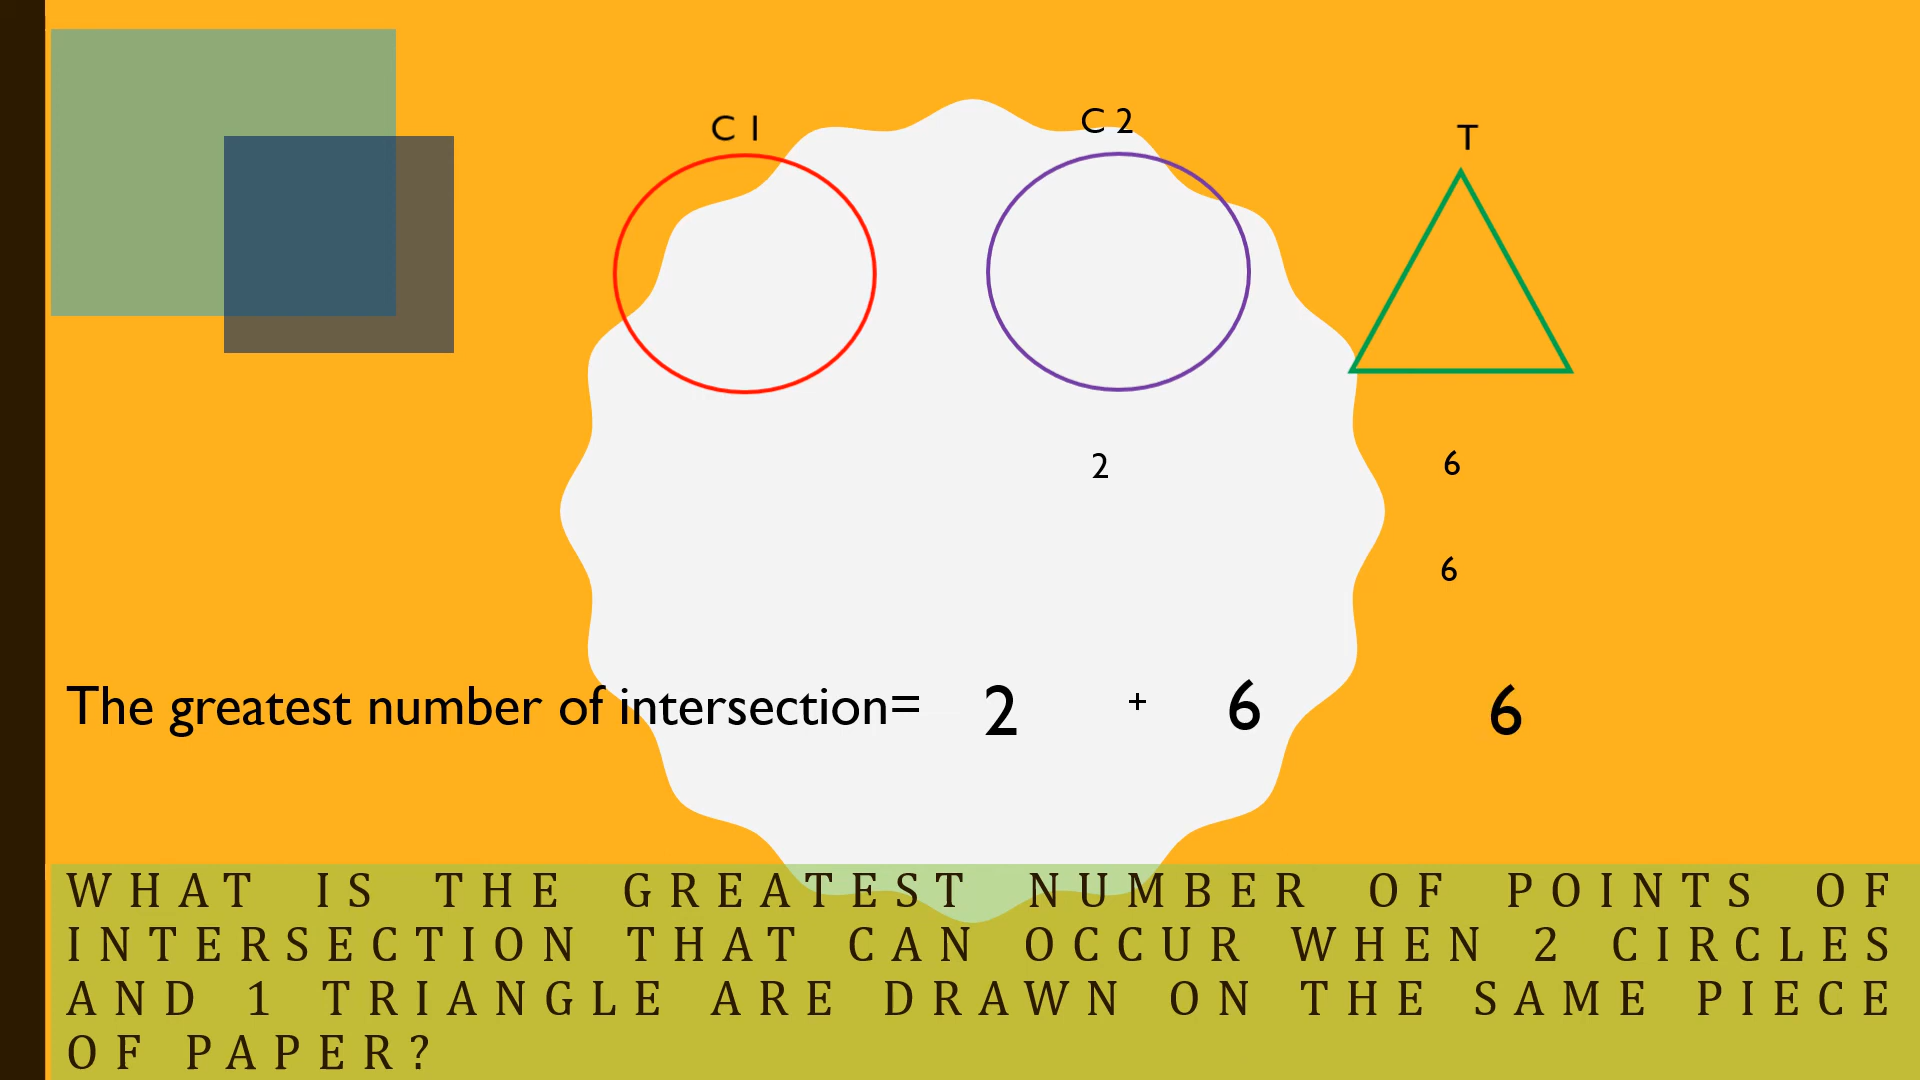 C 1
C 2
T
2
6
6
The greatest number of intersection= 2 + 6 6
WHAT IS THE GREATEST NUMBER OF POINTS OF
INTERSECTION THAT CAN OCCUR WHEN 2 CIRCLES
AND 1 TRIANGLE ARE DRAWN ON THE SAME PIECE
OF PAPER?